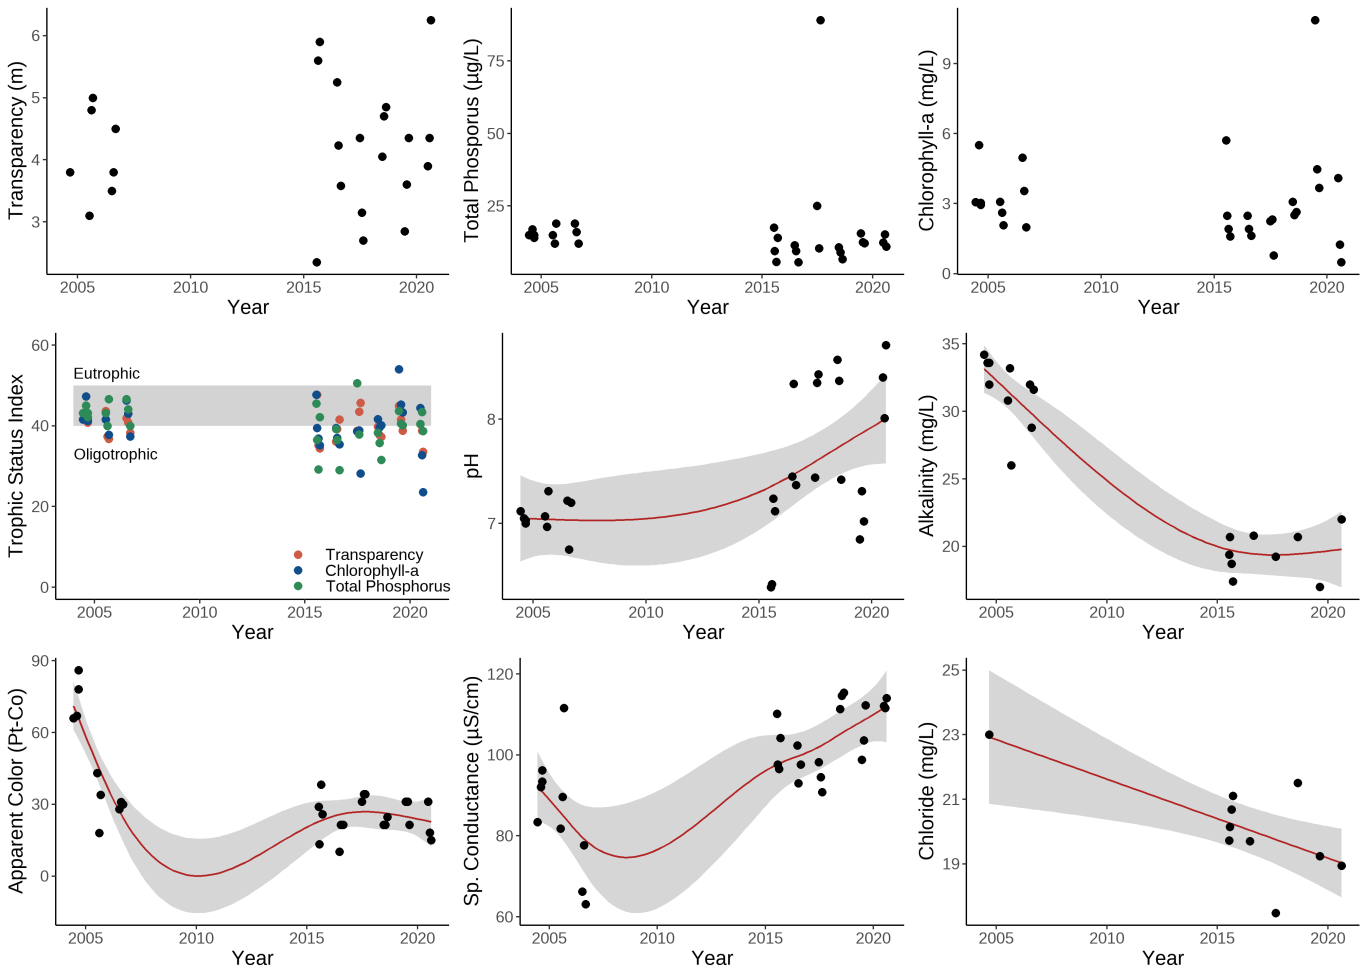 Transparency (m)
6
5
4
3
2005 2010 2015 2020
Year
Total Phosporus (µg/L)
75
50
25
2005 2010 2015 2020
Year
Chlorophyll-a (mg/L)
9
6
3
0
2005 2010 2015 2020
Year
Trophic Status Index
60
40
20
0
Eutrophic
Oligotrophic
Transparency
Chlorophyll-a
Total Phosphorus
2005 2010 2015 2020
Year
pH
8
7
2005 2010 2015 2020
Year
Alkalinity (mg/L)
35
30
25
20
2005 2010 2015 2020
Year
Apparent Color (Pt-Co)
90
60
30
0
2005 2010 2015 2020
Year
Sp. Conductance (µS/cm)
120
100
80
60
2005 2010 2015 2020
Year
Chloride (mg/L)
25
23
21
19
2005 2010 2015 2020
Year